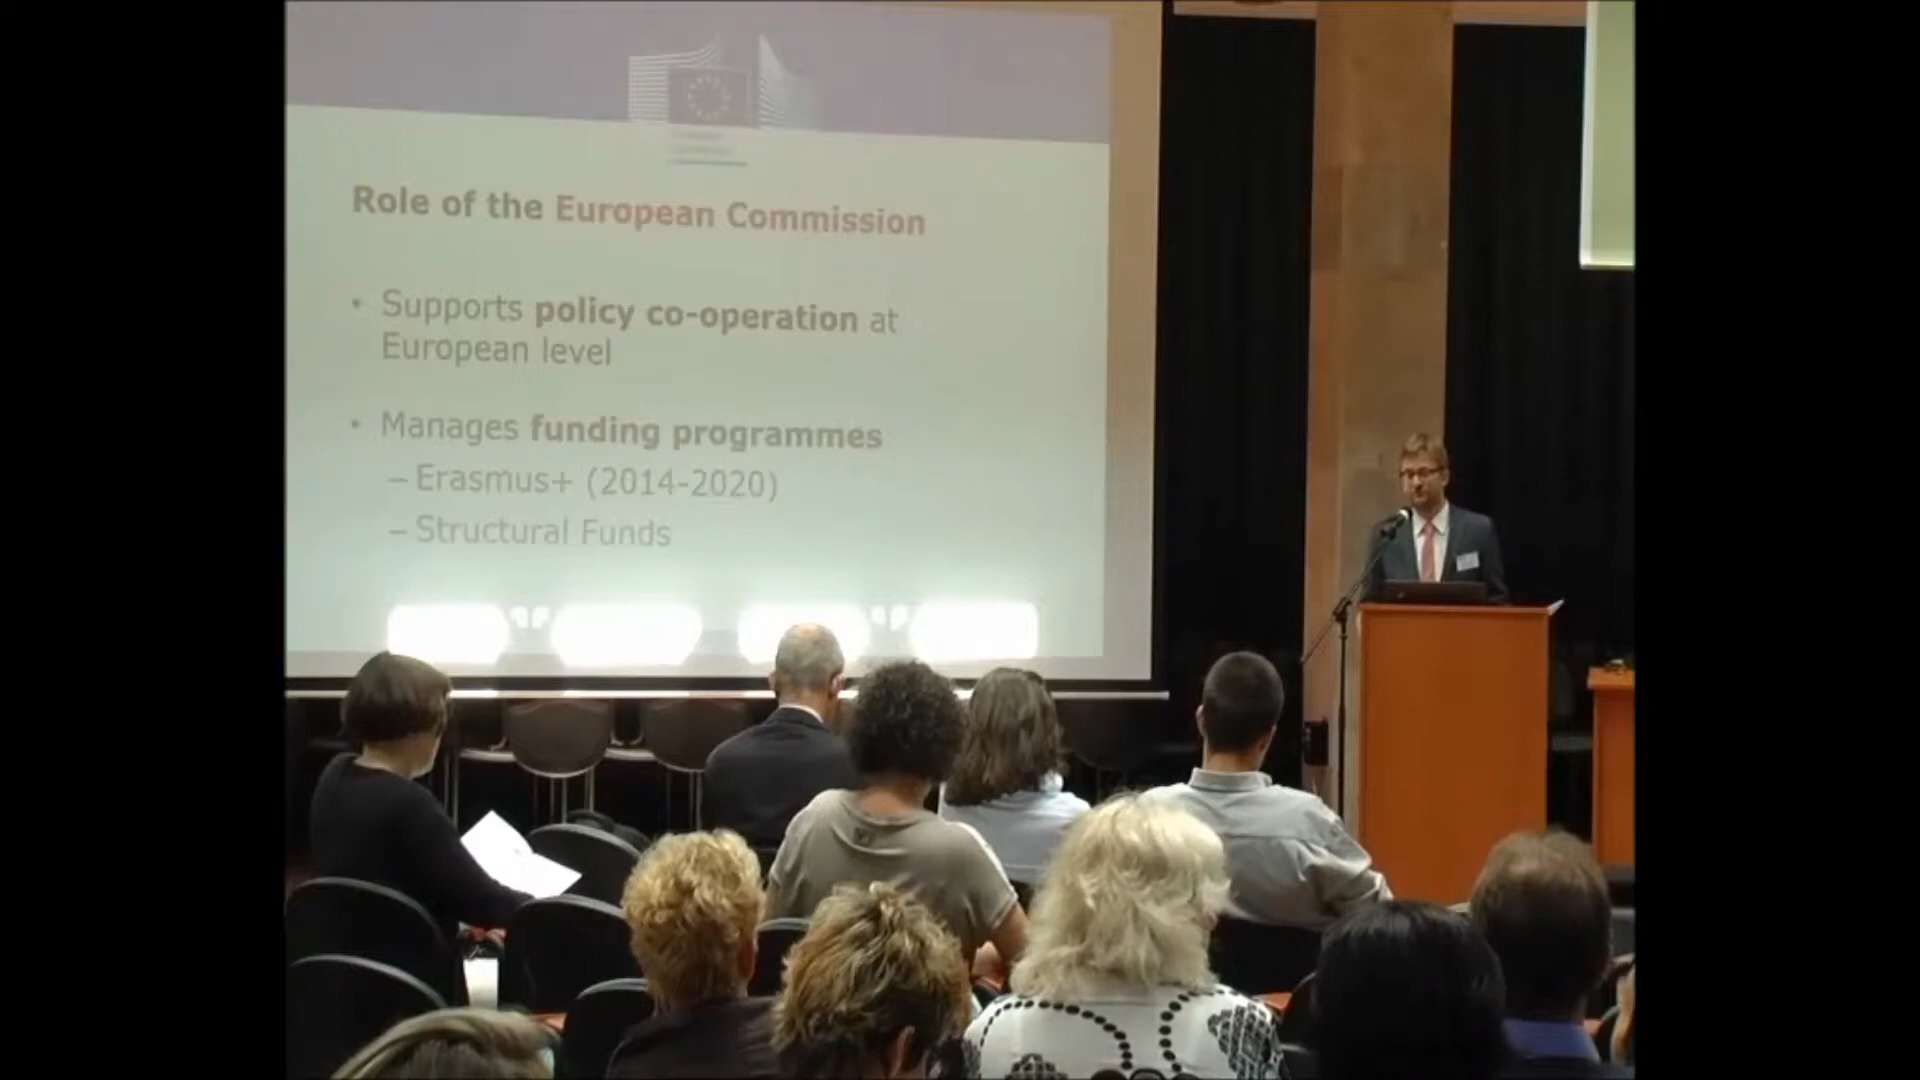 Role of the European Commission
• Supports policy co-operation at
European level
• Manages funding programmes
– Erasmus+ (2014-2020)
– Structural Funds